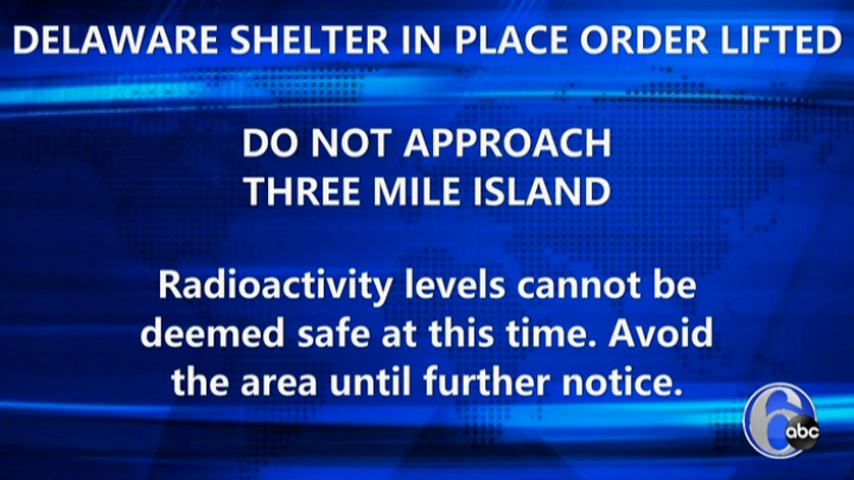 DELAWARE SHELTER IN PLACE ORDER LIFTED
DO NOT APPROACH
THREE MILE ISLAND
Radioactivity levels cannot be
deemed safe at this time. Avoid
the area until further notice.
6
abc